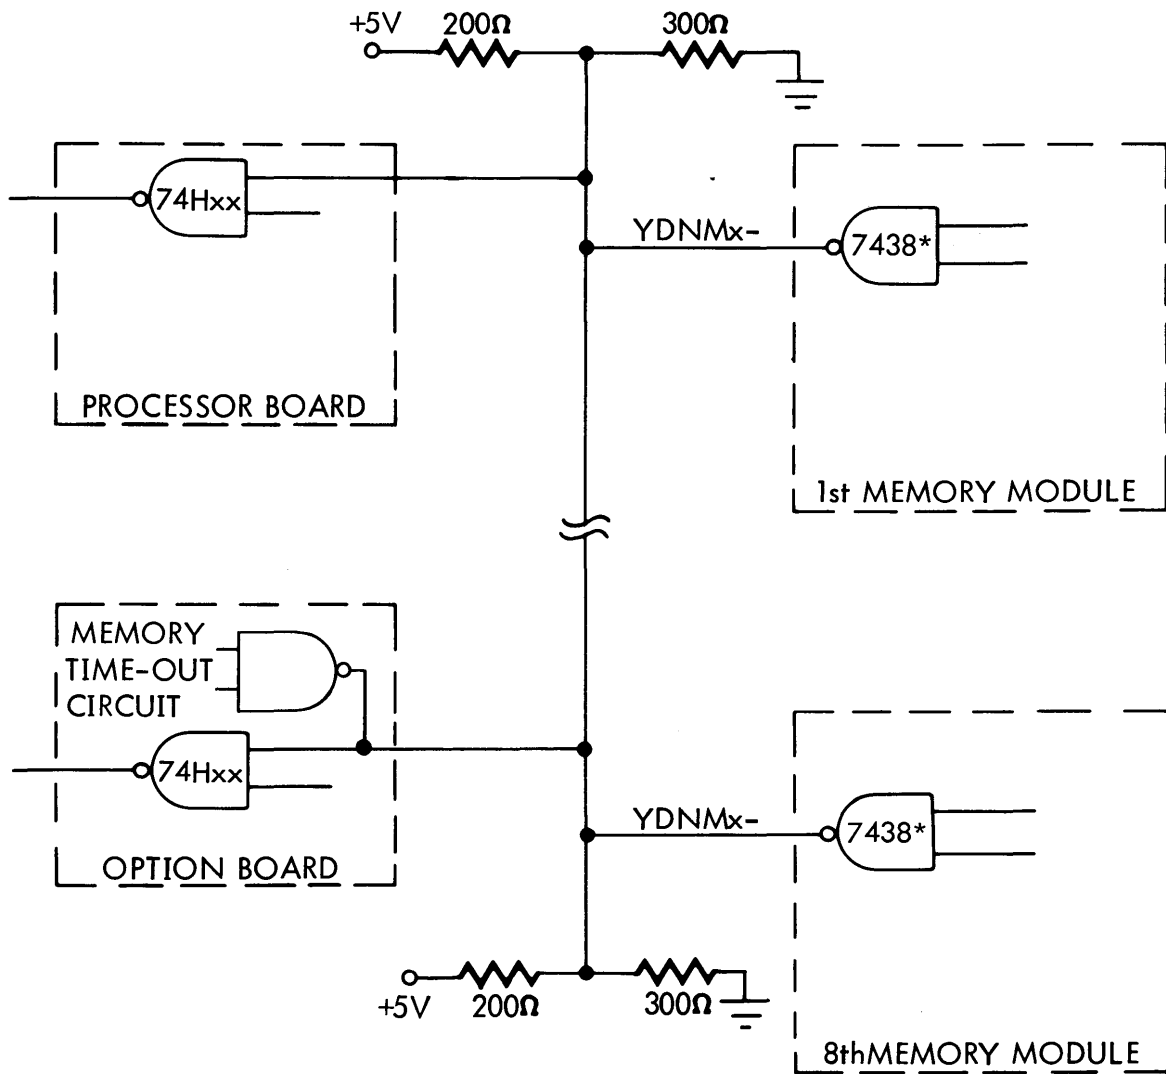 +5V
200Ω
300Ω
74Hxx
YDNMx-
7438*
PROCESSOR BOARD
1st MEMORY MODULE
MEMORY
TIME-OUT
CIRCUIT
74Hxx
YDNMx-
7438*
OPTION BOARD
+5V
200Ω
300Ω
8thMEMORY MODULE